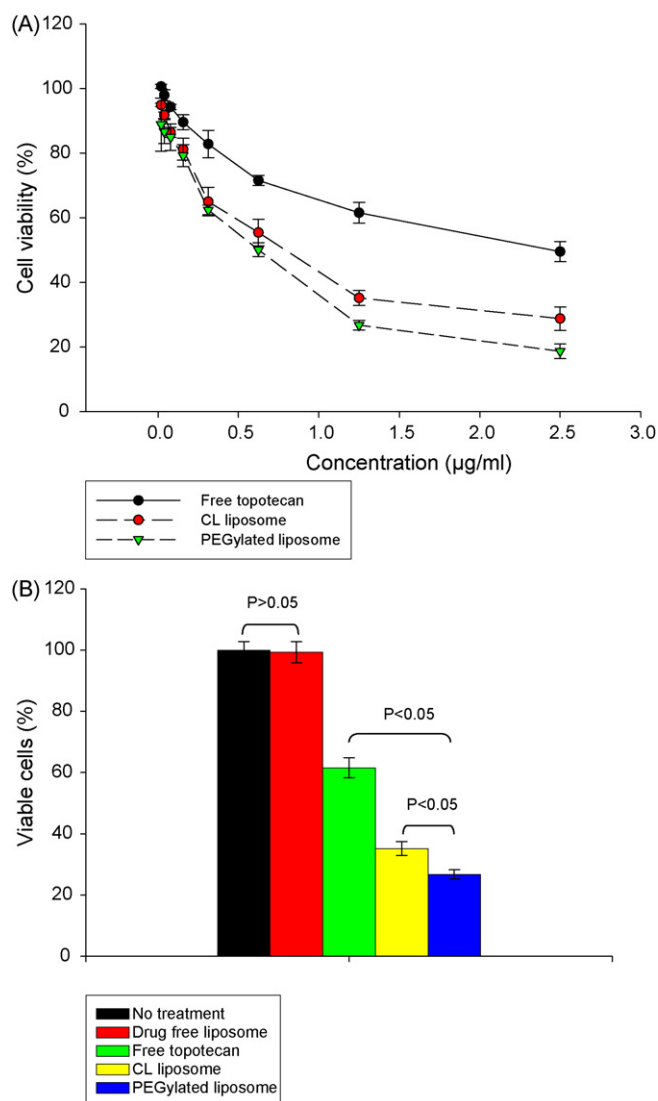 (A)
120
100
80
60
40
20
0
Cell viability (%)
0.0 0.5 1.0 1.5 2.0 2.5 3.0
Concentration (µg/ml)
Free topotecan
CL liposome
PEGylated liposome
(B)
120
100
80
60
40
20
0
Viable cells (%)
P>0.05
P<0.05
P<0.05
No treatment
Drug free liposome
Free topotecan
CL liposome
PEGylated liposome